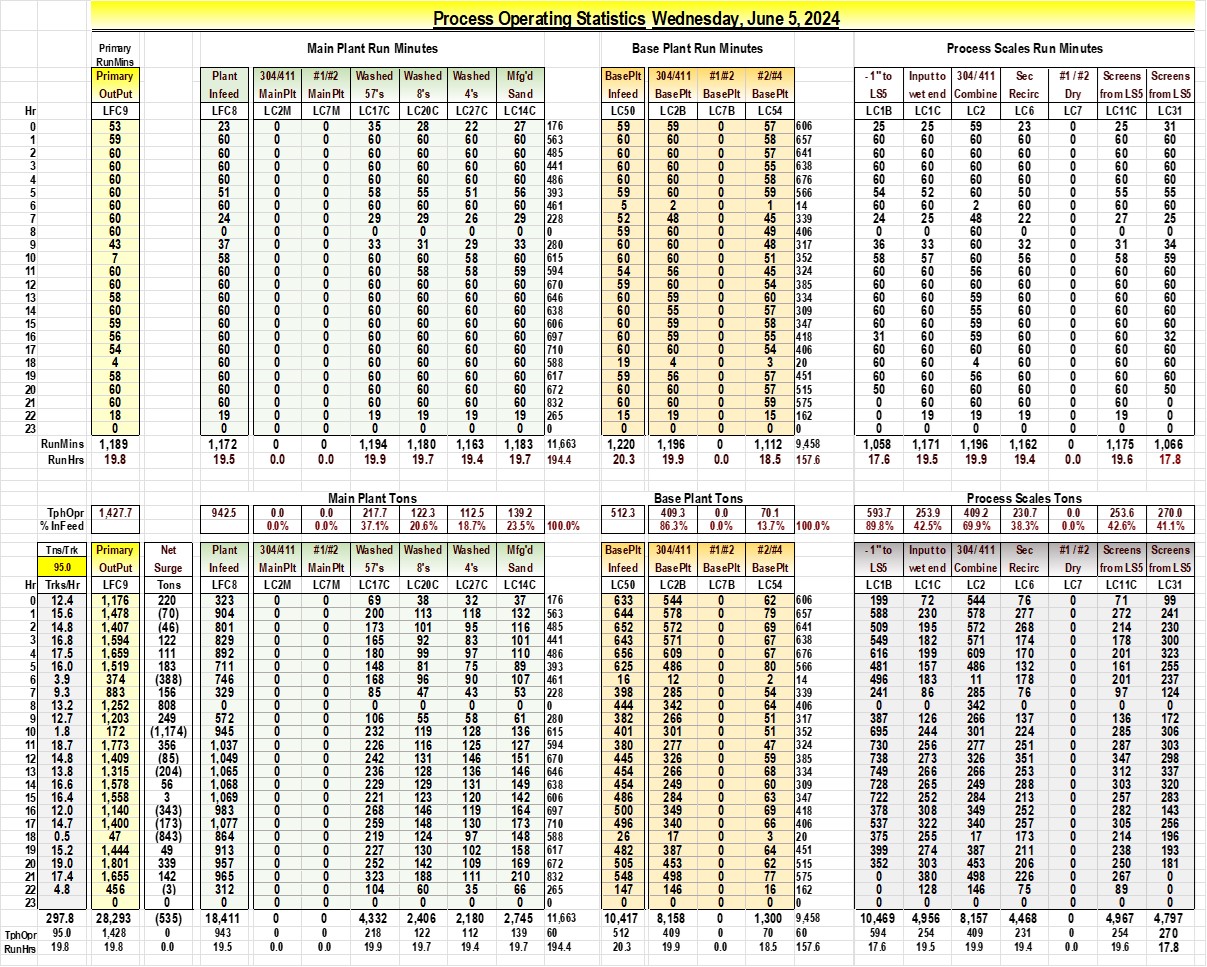 Process Operating Statistics Wednesday, June 5, 2024
Primary Main Plant Run Minutes Base Plant Run Minutes Process Scales Run Minutes
RunMins
Primary Plant 304/411 #1/#2 Washed Washed Washed Mfg'd BasePlt 304/411 #1/#2 #2/#4 - 1" to Input to 304/ 411 Sec #1 / #2 Screens Screens
OutPut Infeed MainPlt MainPlt 57's 8's 4's Sand Infeed BasePlt BasePlt BasePlt LS5 wet end Combine Recirc Dry from LS5 from LS5
Hr LFC9 LFC8 LC2M LC7M LC17C LC20C LC27C LC14C LC50 LC2B LC7B LC54 LC1B LC1C LC2 LC6 LC7 LC11C LC31
0 53 23 0 0 35 28 22 27 176 59 59 0 57 606 25 25 59 23 0 25 31
1 59 60 0 0 60 60 60 60 563 60 60 0 58 657 60 60 60 60 0 60 60
2 60 60 0 0 60 60 60 60 485 60 60 0 57 641 60 60 60 60 0 60 60
3 60 60 0 0 60 60 60 60 441 60 60 0 55 638 60 60 60 60 0 60 60
4 60 60 0 0 60 60 60 60 486 60 60 0 58 676 60 60 60 60 0 60 60
5 60 51 0 0 58 55 51 56 393 59 60 0 59 566 54 52 60 50 0 55 55
6 60 60 0 0 60 60 60 60 461 5 2 0 1 14 60 60 2 60 0 60 60
7 60 24 0 0 29 29 26 29 228 52 48 0 45 339 24 25 48 22 0 27 25
8 60 0 0 0 0 0 0 0 0 59 60 0 49 406 0 0 60 0 0 0 0
9 43 37 0 0 33 31 29 33 280 60 60 0 48 317 36 33 60 32 0 31 34
10 7 58 0 0 60 60 58 60 615 60 60 0 51 352 58 57 60 56 0 58 59
11 60 60 0 0 60 58 58 59 594 54 56 0 45 324 60 60 56 60 0 60 60
12 60 60 0 0 60 60 60 60 670 59 60 0 54 385 60 60 60 60 0 60 60
13 58 60 0 0 60 60 60 60 646 60 59 0 60 334 60 60 59 60 0 60 60
14 60 60 0 0 60 60 60 60 638 60 55 0 57 309 60 60 55 60 0 60 60
15 59 60 0 0 60 60 60 60 606 60 60 0 58 347 60 60 59 60 0 60 60
16 56 60 0 0 60 60 60 60 697 60 59 0 55 418 31 60 59 60 0 60 32
17 54 60 0 0 60 60 60 60 710 60 60 0 54 406 60 60 60 60 0 60 60
18 4 60 0 0 60 60 60 60 588 19 4 0 3 20 60 60 4 60 0 60 60
19 58 60 0 0 60 60 60 60 617 59 56 0 57 451 60 60 56 60 0 60 60
20 60 60 0 0 60 60 60 60 672 60 60 0 57 515 50 60 60 60 0 60 50
21 60 60 0 0 60 60 60 60 832 60 60 0 59 575 0 60 60 60 0 60 0
22 18 19 0 0 19 19 19 19 265 15 19 0 15 162 0 19 19 19 0 19 0
23 0 0 0 0 0 0 0 0 0 0 0 0 0 0 0 0 0 0 0 0 0
RunMins 1,189 1,172 0 0 1,194 1,180 1,163 1,183 11,663 1,220 1,196 0 1,112 9,458 1,058 1,171 1,196 1,162 0 1,175 1,066
Run Hrs 19.8 19.5 0.0 0.0 19.9 19.7 19.4 19.7 194.4 20.3 19.9 0.0 18.5 157.6 17.6 19.5 19.9 19.4 0.0 19.6 17.8
Main Plant Tons Base Plant Tons Process Scales Tons
TphOpr 1,427.7 942.5 0.0 0.0 217.7 122.3 112.5 139.2 512.3 409.3 0.0 70.1 593.7 253.9 409.2 230.7 0.0 253.6 270.0
% InFeed 0.0% 0.0% 37.1% 20.6% 18.7% 23.5% 100.0% 86.3% 0.0% 13.7% 100.0% 89.8% 42.5% 69.9% 38.3% 0.0% 42.6% 41.1%
Tns/Trk Primary Net Plant 304/411 #1/#2 Washed Washed Washed Mfg'd BasePlt 304/411 #1/#2 #2/#4 - 1" to Input to 304/ 411 Sec #1 / #2 Screens Screens
95.0 OutPut Surge Infeed MainPlt MainPlt 57's 8's 4's Sand Infeed BasePlt BasePlt BasePlt LS5 wet end Combine Recirc Dry from LS5 from LS5
Hr Trks/Hr LFC9 Tons LFC8 LC2M LC7M LC17C LC20C LC27C LC14C LC50 LC2B LC7B LC54 LC1B LC1C LC2 LC6 LC7 LC11C LC31
0 12.4 1,176 220 323 0 0 69 38 32 37 176 633 544 0 62 606 199 72 544 76 0 71 99
1 15.6 1,478 (70) 904 0 0 200 113 118 132 563 644 578 0 79 657 588 230 578 277 0 272 241
2 14.8 1,407 (46) 801 0 0 173 101 95 116 485 652 572 0 69 641 509 195 572 268 0 214 230
3 16.8 1,594 122 829 0 0 165 92 83 101 441 643 571 0 67 638 549 182 571 174 0 178 300
4 17.5 1,659 111 892 0 0 180 99 97 110 486 656 609 0 67 676 616 199 609 170 0 201 323
5 16.0 1,519 183 711 0 0 148 81 75 89 393 625 486 0 80 566 481 157 486 132 0 161 255
6 3.9 374 (388) 746 0 0 168 96 90 107 461 16 12 0 2 14 496 183 11 178 0 201 237
7 9.3 883 156 329 0 0 85 47 43 53 228 398 285 0 54 339 241 86 285 76 0 97 124
8 13.2 1,252 808 0 0 0 0 0 0 0 0 444 342 0 64 406 0 0 342 0 0 0 0
9 12.7 1,203 249 572 0 0 106 55 58 61 280 382 266 0 51 317 387 126 266 137 0 136 172
10 1.8 172 (1,174) 945 0 0 232 119 128 136 615 401 301 0 51 352 695 244 301 224 0 285 306
11 18.7 1,773 356 1,037 0 0 226 116 125 127 594 380 277 0 47 324 730 256 277 251 0 287 303
12 14.8 1,409 (85) 1,049 0 0 242 131 146 151 670 445 326 0 59 385 738 273 326 351 0 347 298
13 13.8 1,315 (204) 1,065 0 0 236 128 136 146 646 454 266 0 68 334 749 266 266 253 0 312 337
14 16.6 1,578 56 1,068 0 0 229 129 131 149 638 454 249 0 60 309 728 265 249 288 0 303 320
15 16.4 1,558 3 1,069 0 0 221 123 120 142 606 486 284 0 63 347 722 252 284 213 0 257 283
16 12.0 1,140 (343) 983 0 0 268 146 119 164 697 500 349 0 69 418 378 308 349 252 0 282 143
17 14.7 1,400 (173) 1,077 0 0 259 148 130 173 710 496 340 0 66 406 537 322 340 257 0 305 256
18 0.5 47 (843) 864 0 0 219 124 97 148 588 26 17 0 3 20 375 255 17 173 0 214 196
19 15.2 1,444 49 913 0 0 227 130 102 158 617 482 387 0 64 451 399 274 387 211 0 238 193
20 19.0 1,801 339 957 0 0 252 142 109 169 672 505 453 0 62 515 352 303 453 206 0 250 181
21 17.4 1,655 142 965 0 0 323 188 111 210 832 548 498 0 77 575 0 380 498 226 0 267 0
22 4.8 456 (3) 312 0 0 104 60 35 66 265 147 146 0 16 162 0 128 146 75 0 89 0
23 0 0 0 0 0 0 0 0 0 0 0 0 0 0 0 0 0 0 0 0 0 0
297.8 28,293 (535) 18,411 0 0 4,332 2,406 2,180 2,745 11,663 10,417 8,158 0 1,300 9,458 10,469 4,956 8,157 4,468 0 4,967 4,797
TphOpr 95.0 1,428 0 943 0 0 218 122 112 139 60 512 409 0 70 60 594 254 409 231 0 254 270
RunHrs 19.8 19.8 0.0 19.5 0.0 0.0 19.9 19.7 19.4 19.7 194.4 20.3 19.9 0.0 18.5 157.6 17.6 19.5 19.9 19.4 0.0 19.6 17.8